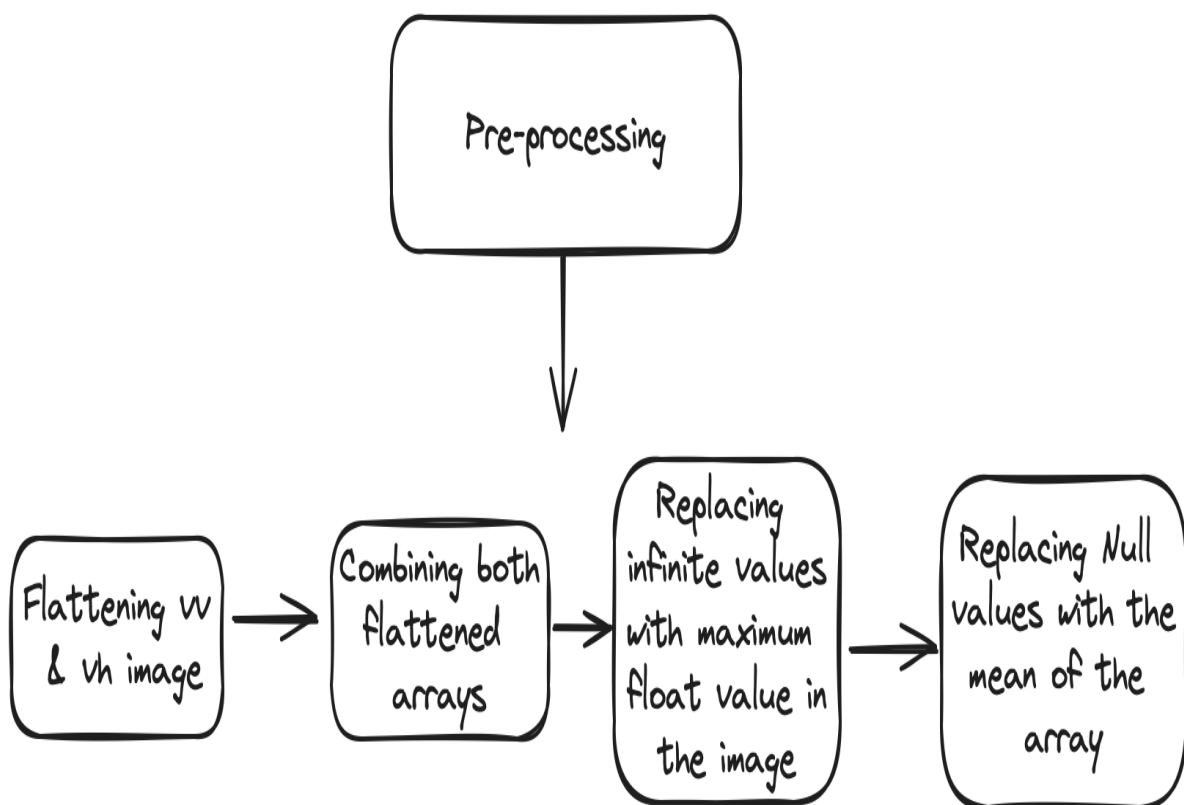 Pre-processing
Flattening vv
& vh image
Combining both
flattened
arrays
Replacing
infinite values
with maximum
float value in
the image
Replacing Null
values with the
mean of the
array